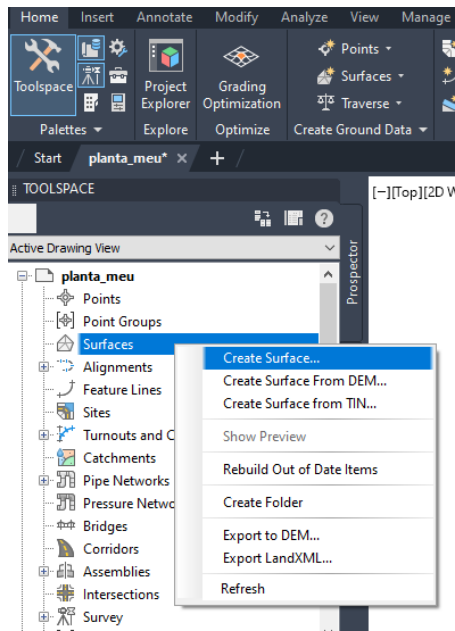 Home Insert Annotate Modify Analyze View Manage
Toolspace
Project Explorer
Grading Optimization
Points
Surfaces
Traverse
Palettes Explore Optimize Create Ground Data
Start planta_meu* × +
TOOLSPACE
[−][Top][2D W
Active Drawing View
Prospector
planta_meu
Points
Point Groups
Surfaces
Alignments
Feature Lines
Sites
Turnouts and C
Catchments
Pipe Networks
Pressure Netwo
Bridges
Corridors
Assemblies
Intersections
Survey
Create Surface...
Create Surface From DEM...
Create Surface from TIN...
Show Preview
Rebuild Out of Date Items
Create Folder
Export to DEM...
Export LandXML...
Refresh